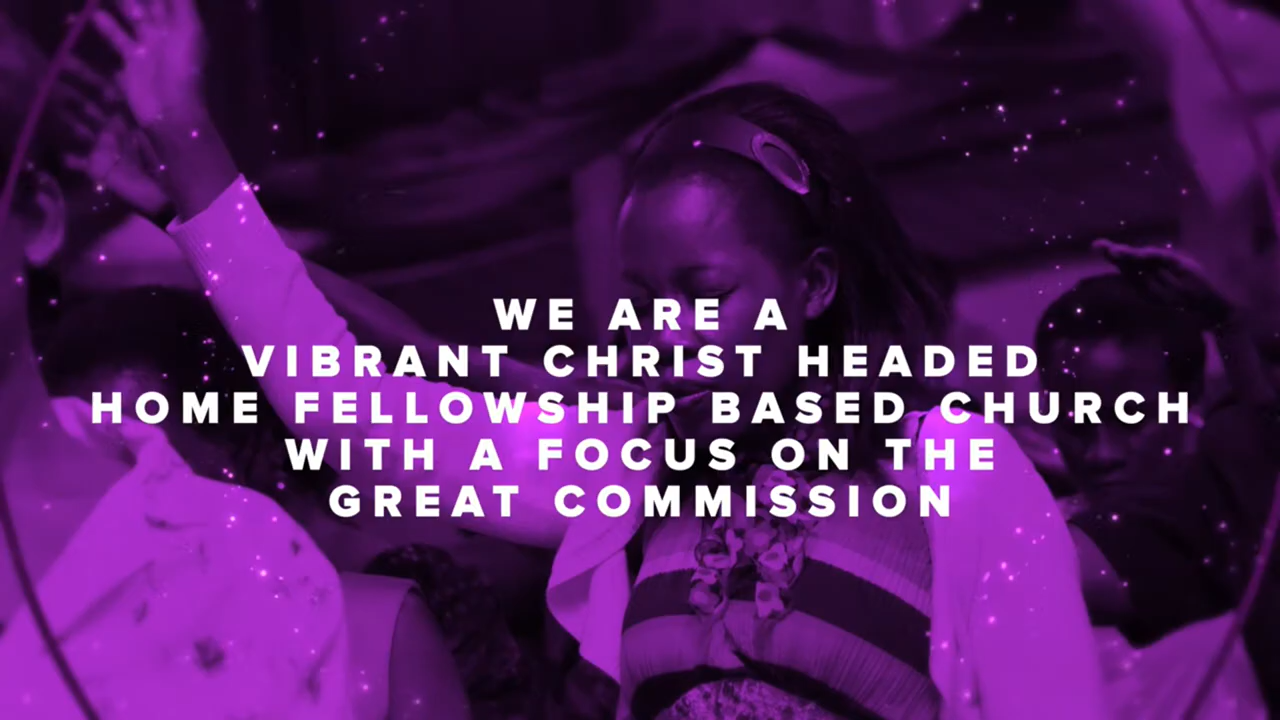 WE ARE A
VIBRANT CHRIST HEADED
HOME FELLOWSHIP BASED CHURCH
WITH A FOCUS ON THE
GREAT COMMISSION